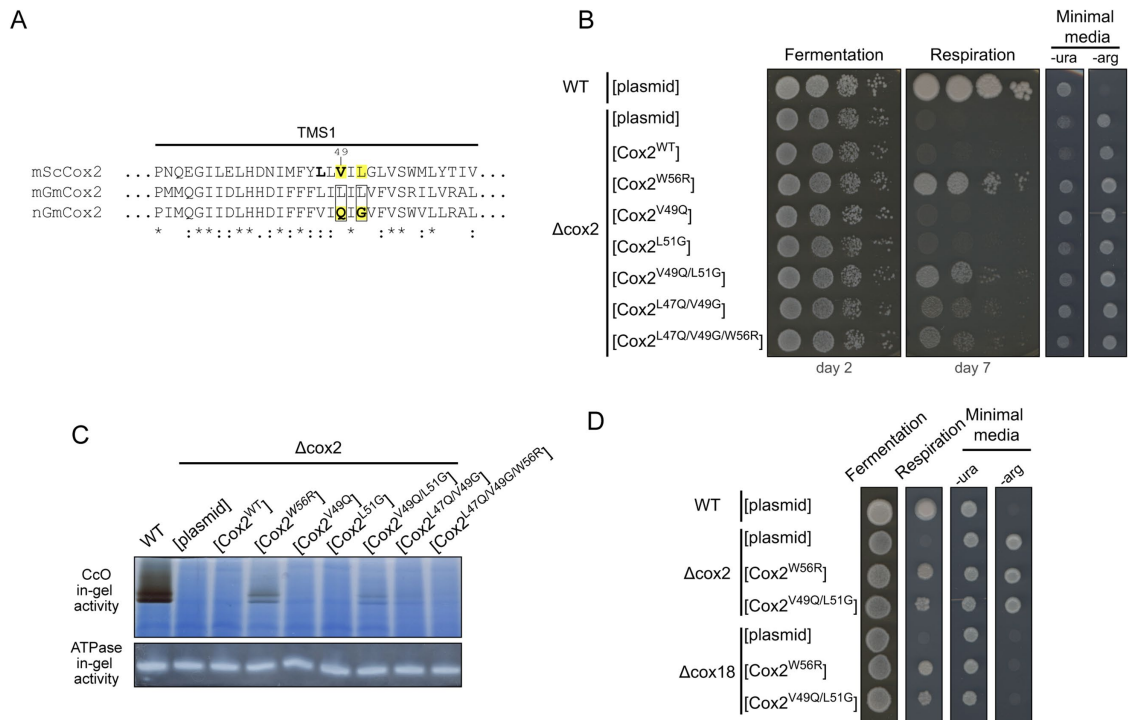 A
TMS1
49
mScCox2 ...PNQEGIILELHDNIMFYLLVILGLVSWMLYTIV...
mGmCox2 ...PMMQGIIDLHHDIFFFLILILVFVSRILVRAL...
nGmCox2 ...PIMQGIIDLHHDIFFFVIQIGVFVSWVLLRAL...
* :**::**.:**::: * ** * :
B
Fermentation Respiration Minimal media
-ura -arg
WT [plasmid]
Δcox2
[plasmid]
[Cox2WT]
[Cox2W56R]
[Cox2V49Q]
[Cox2L51G]
[Cox2V49Q/L51G]
[Cox2L47Q/V49G]
[Cox2L47Q/V49G/W56R]
day 2 day 7
C
Δcox2
WT [plasmid] [Cox2WT] [Cox2W56R] [Cox2V49Q] [Cox2L51G] [Cox2V49Q/L51G] [Cox2L47Q/V49G] [Cox2L47Q/V49G/W56R]
CcO
in-gel
activity
ATPase
in-gel
activity
D
Fermentation Respiration Minimal media
-ura -arg
WT [plasmid]
Δcox2
[plasmid]
[Cox2W56R]
[Cox2V49Q/L51G]
Δcox18
[plasmid]
[Cox2W56R]
[Cox2V49Q/L51G]